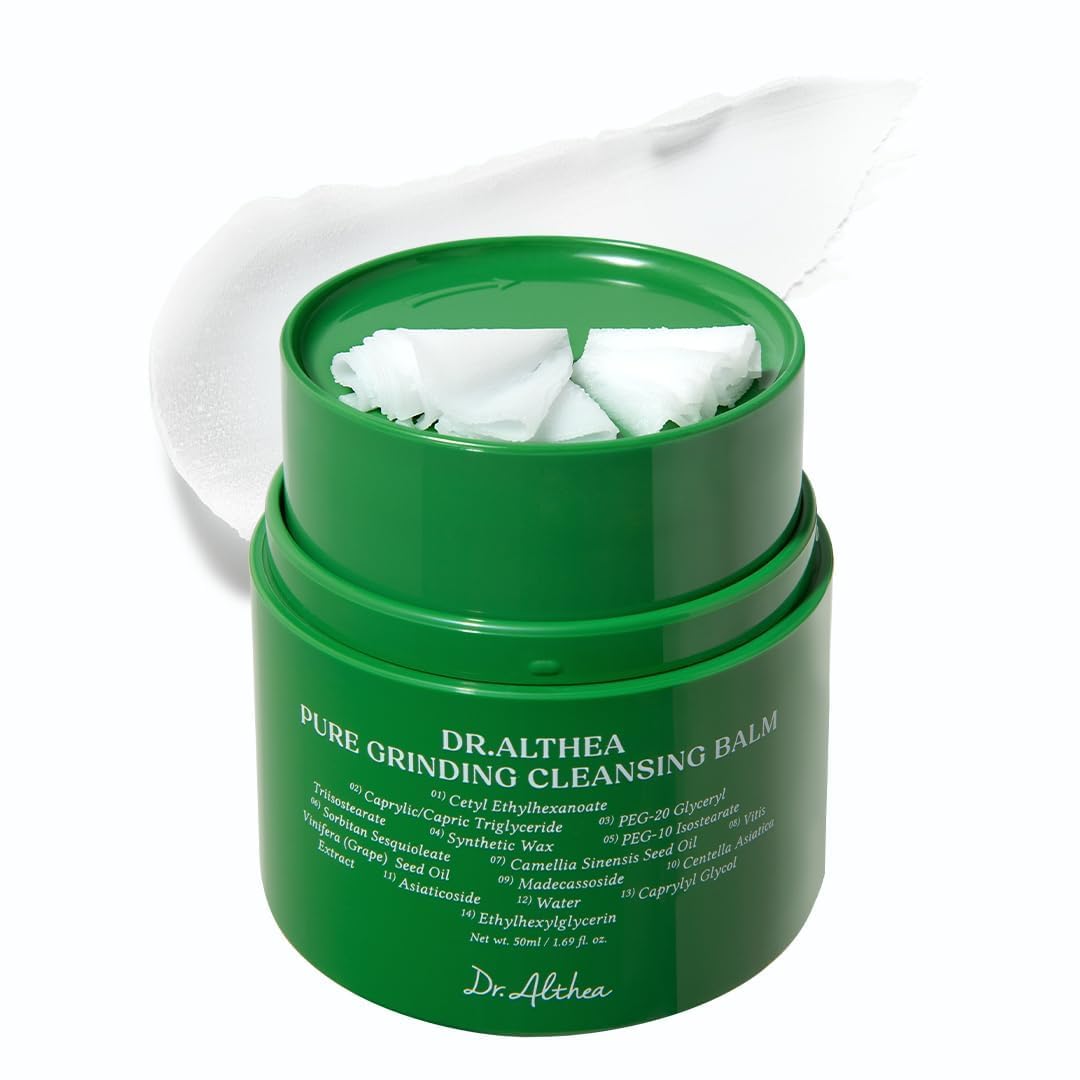 DR.ALTHEA
PURE GRINDING CLEANSING BALM
01) Cetyl Ethylhexanoate
02) Caprylic/Capric Triglyceride 03) PEG-20 Glyceryl
Triisostearate 04) Synthetic Wax 05) PEG-10 Isostearate
06) Sorbitan Sesquioleate 07) Camellia Sinensis Seed Oil 08) Vitis
Vinifera (Grape) Seed Oil 09) Madecassoside 10) Centella Asiatica
Extract 11) Asiaticoside 12) Water 13) Caprylyl Glycol
14) Ethylhexylglycerin
Net wt. 50ml / 1.69 fl. oz.
Dr. Althea